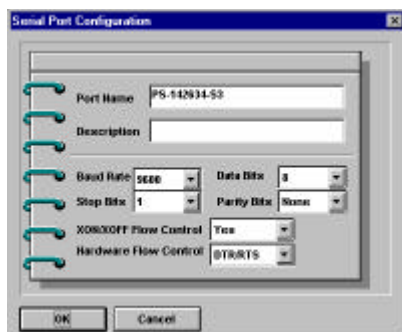 Serial Port Configuration
Port Name PS-142634-S3
Description
Baud Rate 9600 Data Bits 8
Stop Bits 1 Parity Bits None
XON/XOFF Flow Control Yes
Hardware Flow Control DTR/RTS
OK Cancel